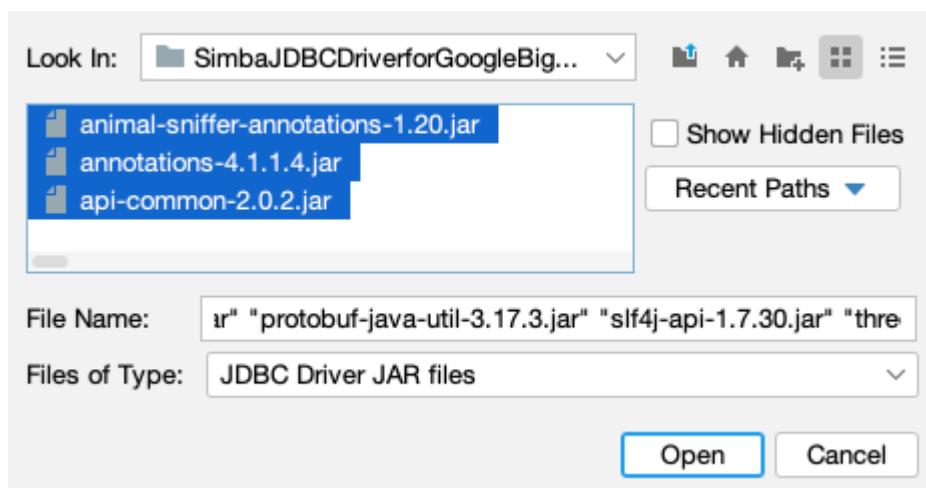 Look In: SimbaJDBCDriverforGoogleBig...
animal-sniffer-annotations-1.20.jar
annotations-4.1.1.4.jar
api-common-2.0.2.jar
Show Hidden Files
Recent Paths
File Name: ar" "protobuf-java-util-3.17.3.jar" "slf4j-api-1.7.30.jar" "thre
Files of Type: JDBC Driver JAR files
Open Cancel